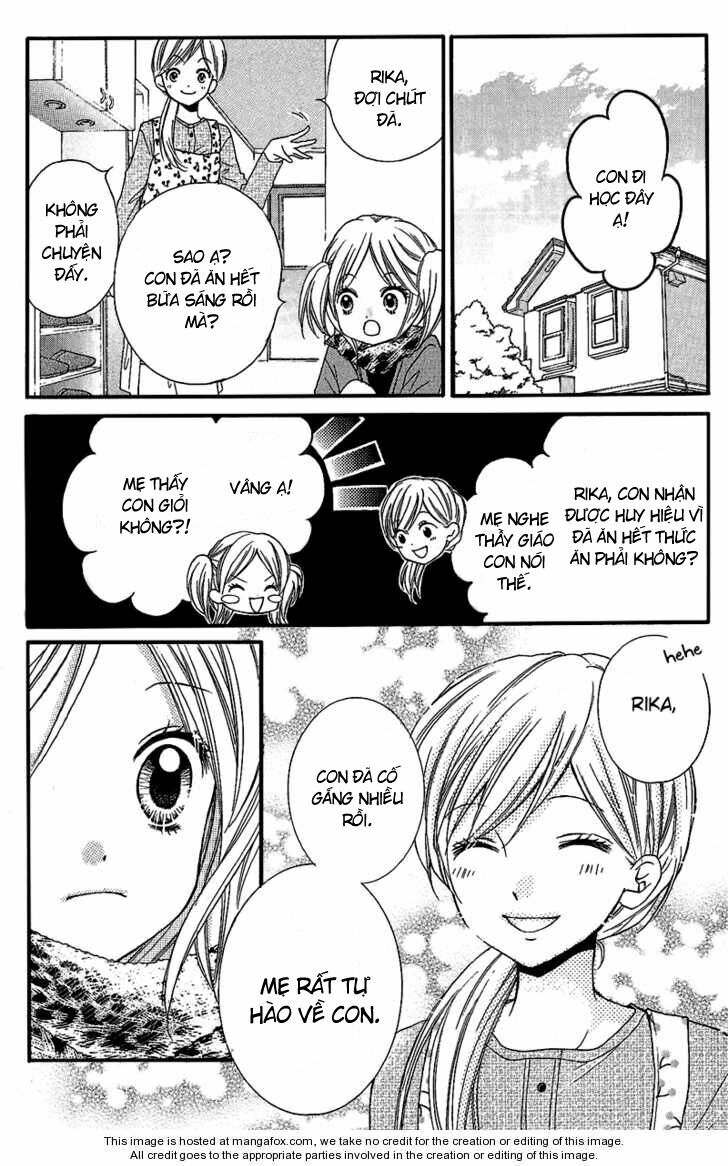 CON ĐI
HỌC ĐÂY
Ạ!
RIKA,
ĐỢI CHÚT
ĐÃ.
SAO Ạ?
CON ĐÃ ĂN HẾT
BỮA SÁNG RỒI
MÀ?
KHÔNG
PHẢI
CHUYỆN
ĐẤY.
RIKA, CON NHẬN
ĐƯỢC HUY HIỆU VÌ
ĐÃ ĂN HẾT THỨC
ĂN PHẢI KHÔNG?
MẸ NGHE
THẦY GIÁO
CON NÓI
THẾ.
VÂNG Ạ!
MẸ THẤY
CON GIỎI
KHÔNG?!
hehe
RIKA,
CON ĐÃ CỐ
GẮNG NHIỀU
RỒI.
MẸ RẤT TỰ
HÀO VỀ CON.
This image is hosted at mangafox.com, we take no credit for the creation or editing of this image.
All credit goes to the appropriate parties involved in the creation or editing of this image.